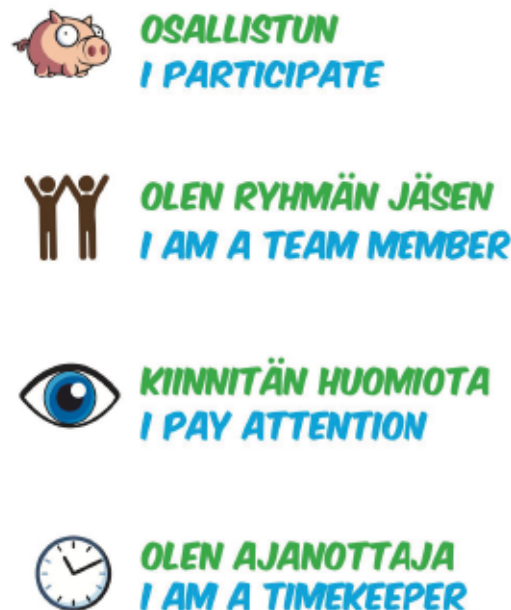 OSALLISTUN
I PARTICIPATE
OLEN RYHMÄN JÄSEN
I AM A TEAM MEMBER
KIINNITÄN HUOMIOTA
I PAY ATTENTION
OLEN AJANOTTAJA
I AM A TIMEKEEPER